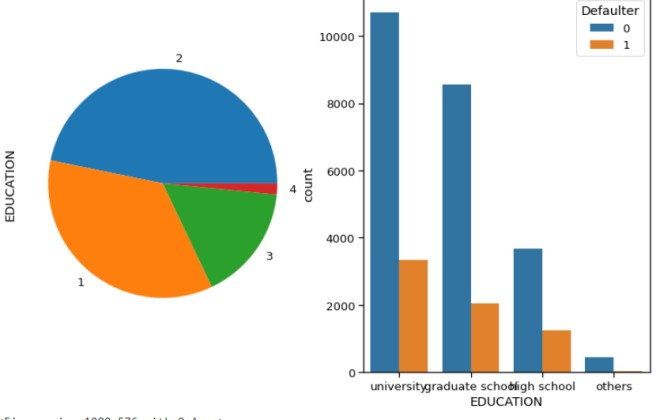 2
1
3
4
EDUCATION
count
10000
8000
6000
4000
2000
0
Defaulter
0
1
university
graduate school
high school
others
EDUCATION